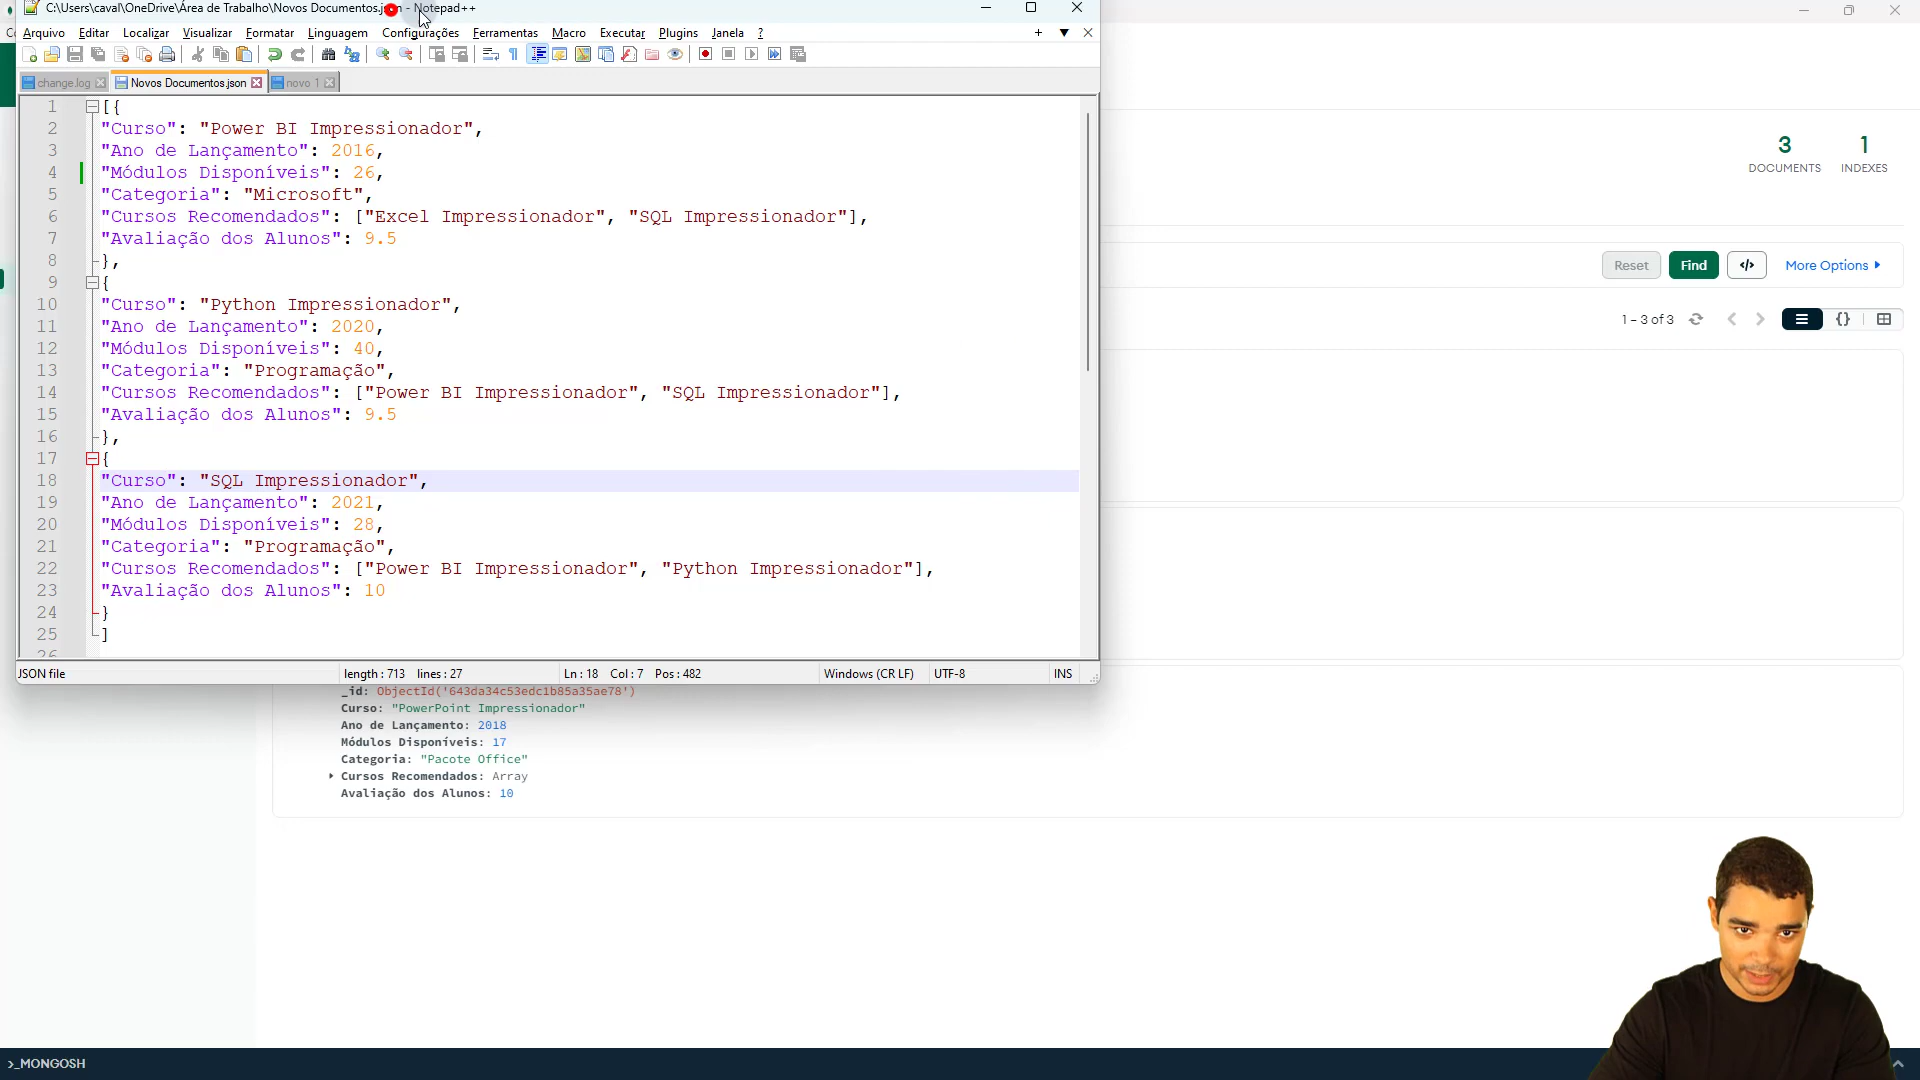 C:\Users\caval\OneDrive\Área de Trabalho\Novos Documentos.json - Notepad++
Arquivo Editar Localizar Visualizar Formatar Linguagem Configurações Ferramentas Macro Executar Plugins Janela ?
change.log Novos Documentos.json novo 1
1 [{
2 "Curso": "Power BI Impressionador",
3 "Ano de Lançamento": 2016,
4 "Módulos Disponíveis": 26,
5 "Categoria": "Microsoft",
6 "Cursos Recomendados": ["Excel Impressionador", "SQL Impressionador"],
7 "Avaliação dos Alunos": 9.5
8 },
9 {
10 "Curso": "Python Impressionador",
11 "Ano de Lançamento": 2020,
12 "Módulos Disponíveis": 40,
13 "Categoria": "Programação",
14 "Cursos Recomendados": ["Power BI Impressionador", "SQL Impressionador"],
15 "Avaliação dos Alunos": 9.5
16 },
17 {
18 "Curso": "SQL Impressionador",
19 "Ano de Lançamento": 2021,
20 "Módulos Disponíveis": 28,
21 "Categoria": "Programação",
22 "Cursos Recomendados": ["Power BI Impressionador", "Python Impressionador"],
23 "Avaliação dos Alunos": 10
24 }
25 ]
26
JSON file length : 713 lines : 27 Ln : 18 Col : 7 Pos : 482 Windows (CR LF) UTF-8 INS
3 1
DOCUMENTS INDEXES
Reset Find </> More Options
1 – 3 of 3 {}
_id: ObjectId('643da34c53edc1b85a35ae78')
Curso: "PowerPoint Impressionador"
Ano de Lançamento: 2018
Módulos Disponíveis: 17
Categoria: "Pacote Office"
Cursos Recomendados: Array
Avaliação dos Alunos: 10
>_MONGOSH